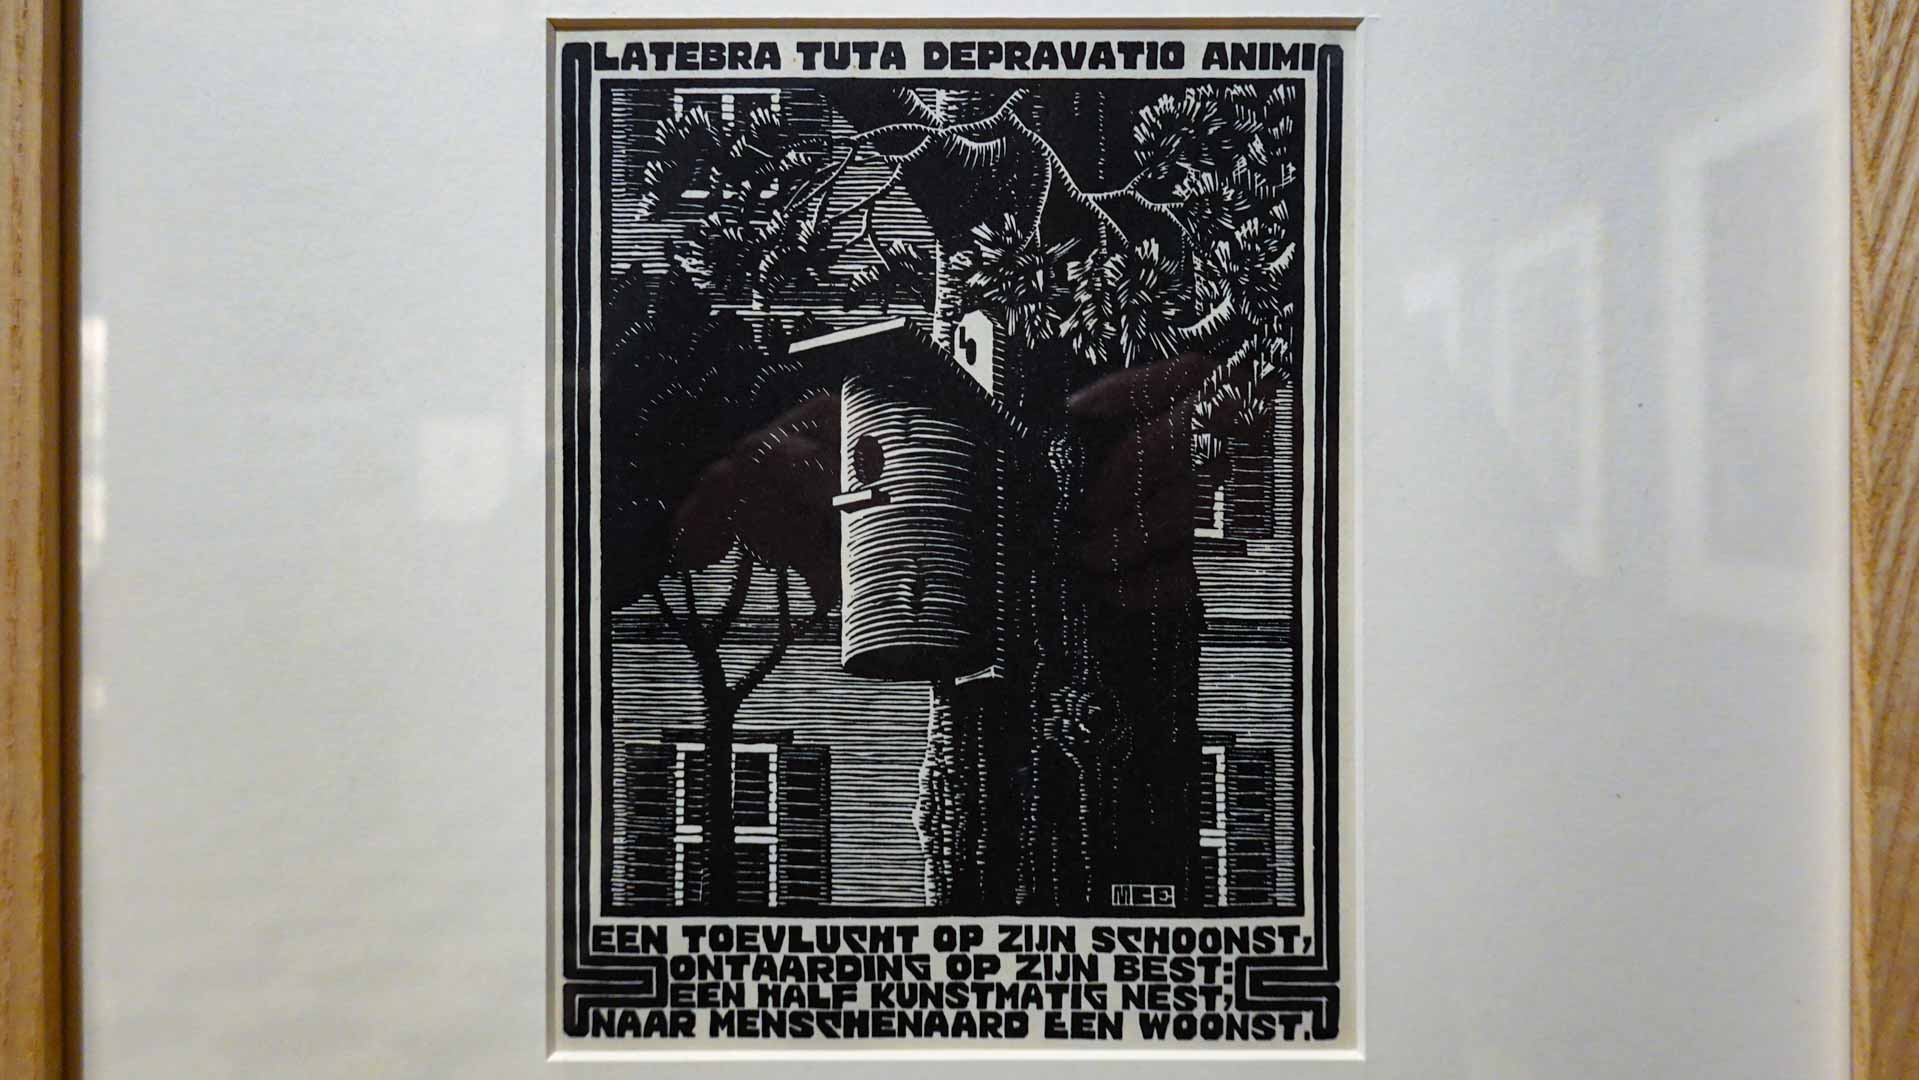 LATEBRA TUTA DEPRAVATIO ANIMI
5
MCE
EEN TOEVLUCHT OP ZIJN SCHOONST,
ONTAARDING OP ZIJN BEST:
EEN HALF KUNSTMATIG NEST,
NAAR MENSCHENAARD EEN WOONST.